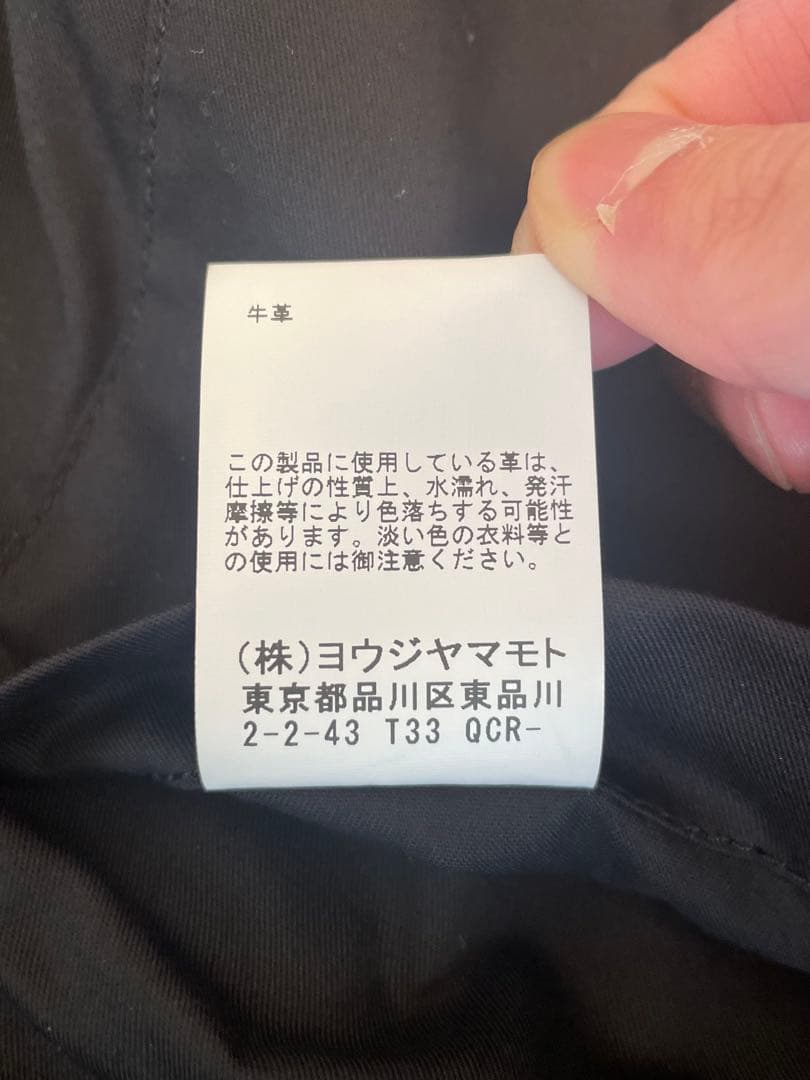 牛革
この製品に使用している革は、
仕上げの性質上、水濡れ、発汗
摩擦等により色落ちする可能性
があります。淡い色の衣料等と
の使用には御注意ください。
(株)ヨウジヤマモト
東京都品川区東品川
2-2-43 T33 QCR-